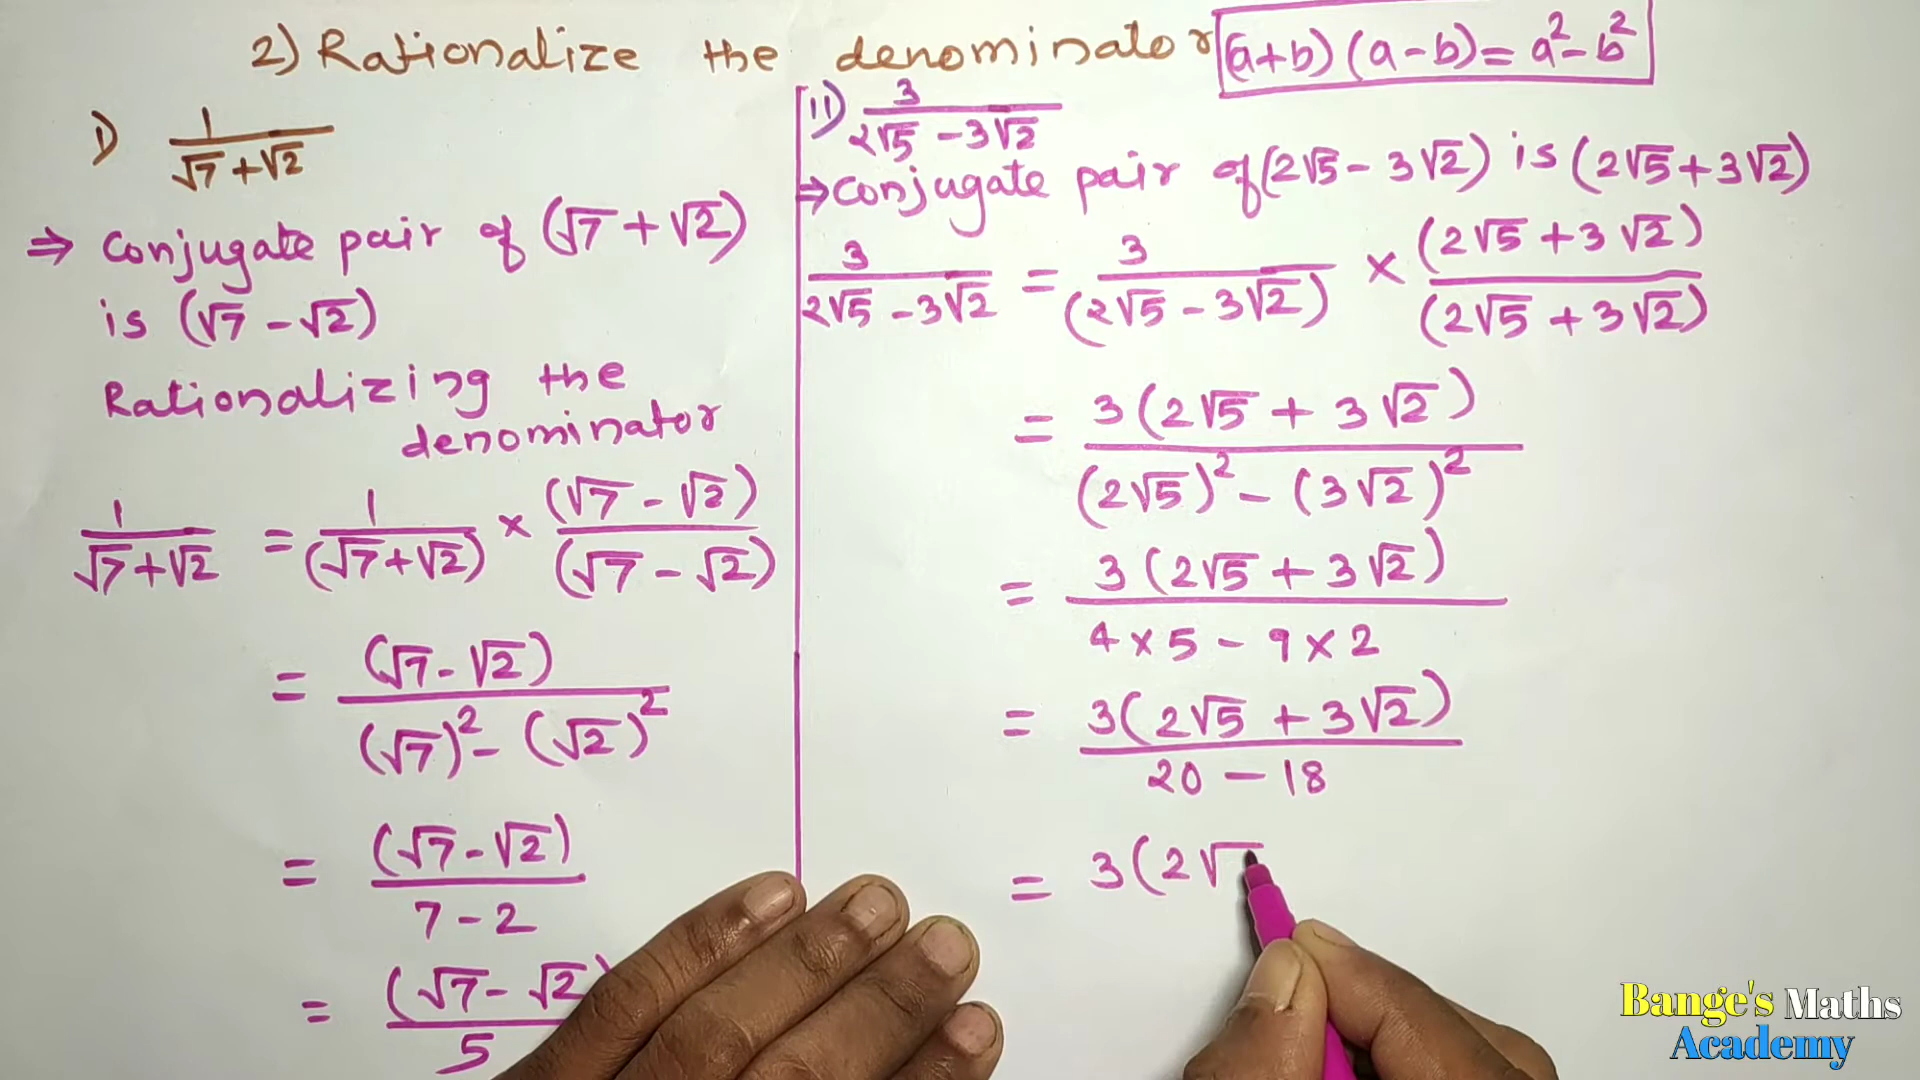 2) Rationalize the denominator
(a+b)(a-b)=a²-b²
i) 1/(√7+√2)
⇒ Conjugate pair of (√7+√2)
is (√7-√2)
Rationalizing the
denominator
1/(√7+√2) = 1/(√7+√2) × (√7-√2)/(√7-√2)
= (√7-√2)/((√7)²-(√2)²)
= (√7-√2)/(7-2)
= (√7-√2)/5
ii) 3/(2√5-3√2)
⇒ Conjugate pair of (2√5-3√2) is (2√5+3√2)
3/(2√5-3√2) = 3/(2√5-3√2) × (2√5+3√2)/(2√5+3√2)
= 3(2√5+3√2)/((2√5)²-(3√2)²)
= 3(2√5+3√2)/(4×5-9×2)
= 3(2√5+3√2)/(20-18)
= 3(2√
Bange's Maths
Academy